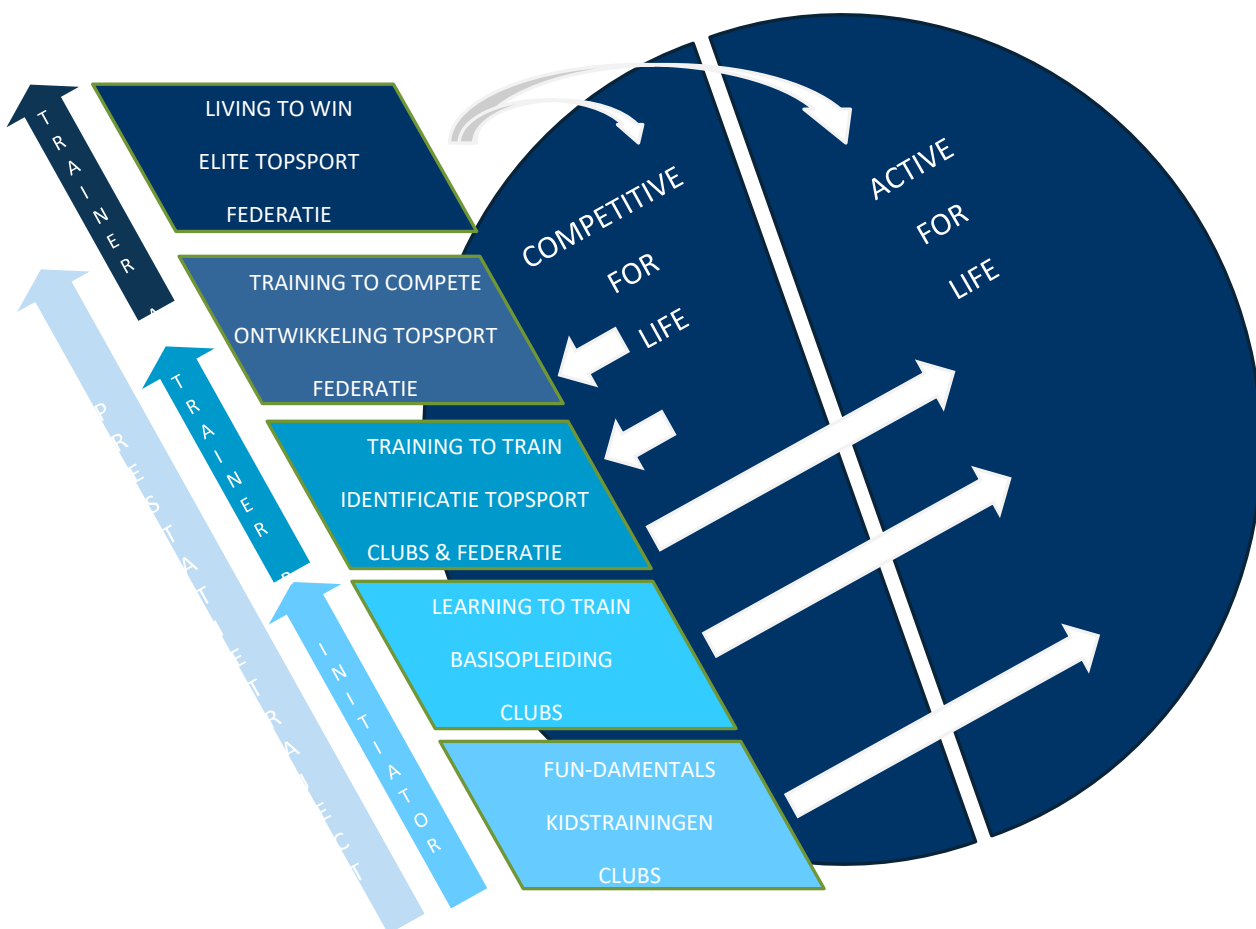 LIVING TO WIN
ELITE TOPSPORT
FEDERATIE
TRAINING TO COMPETE
ONTWIKKELING TOPSPORT
FEDERATIE
TRAINING TO TRAIN
IDENTIFICATIE TOPSPORT
CLUBS & FEDERATIE
LEARNING TO TRAIN
BASISOPLEIDING
CLUBS
FUN-DAMENTALS
KIDSTRAININGEN
CLUBS
TRAINER A
TRAINER B
INITIATOR
PRESTATIETRAJECT
COMPETITIVE
FOR
LIFE
ACTIVE
FOR
LIFE